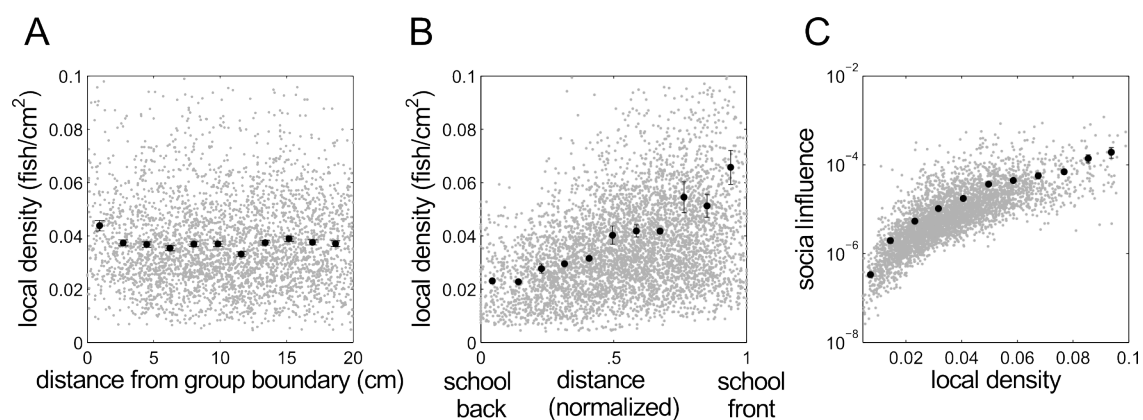 A
local density (fish/cm²)
0.1
0.08
0.06
0.04
0.02
0
0 5 10 15 20
distance from group boundary (cm)
B
local density (fish/cm²)
0.1
0.08
0.06
0.04
0.02
0
0 .5 1
school distance school
back (normalized) front
C
socia linfluence
10⁻²
10⁻⁴
10⁻⁶
10⁻⁸
0.02 0.04 0.06 0.08 0.1
local density